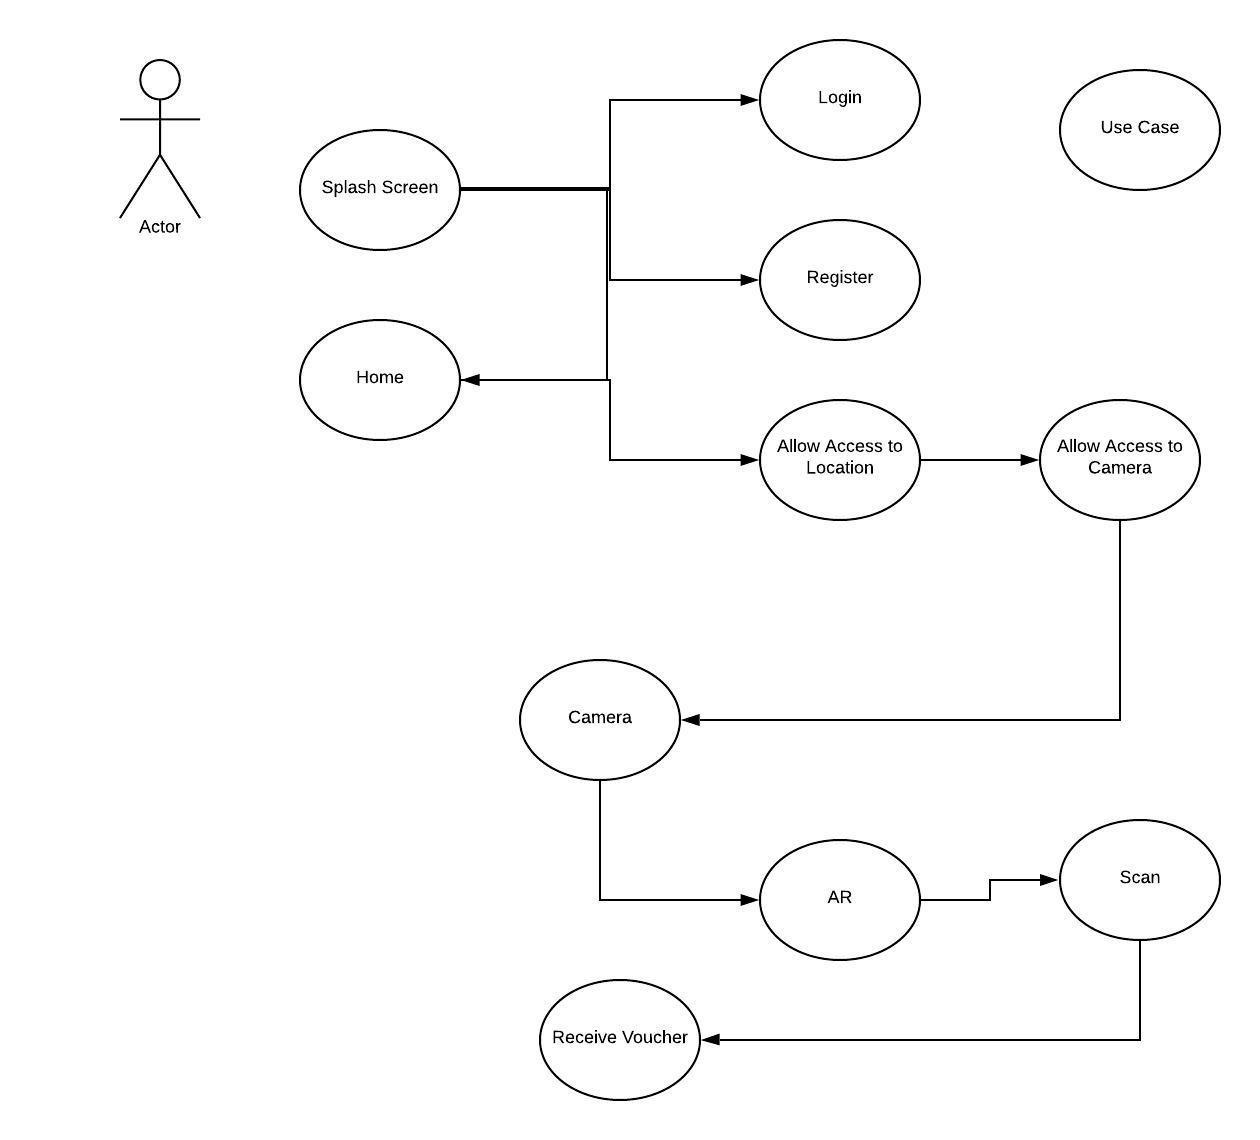 Login
Use Case
Splash Screen
Actor
Register
Home
Allow Access to
Location
Allow Access to
Camera
Camera
AR
Scan
Receive Voucher